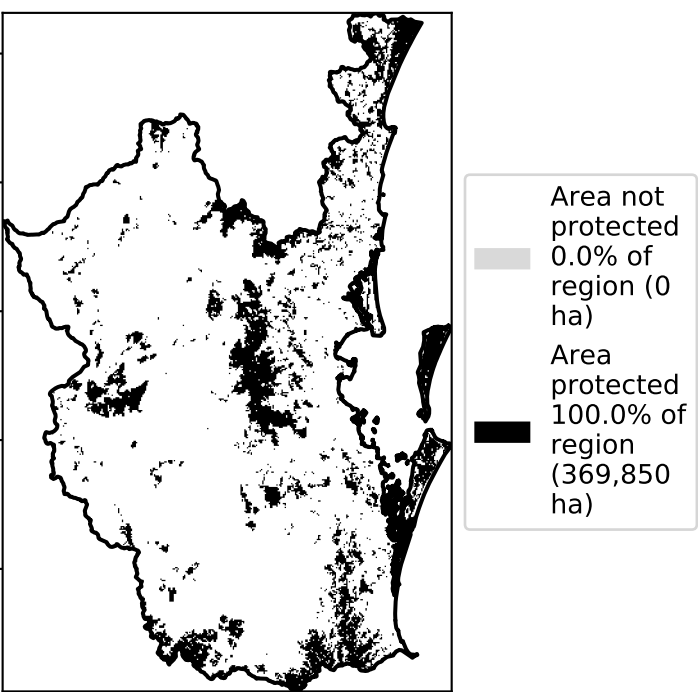 Area not
protected
0.0% of
region (0
ha)
Area
protected
100.0% of
region
(369,850
ha)